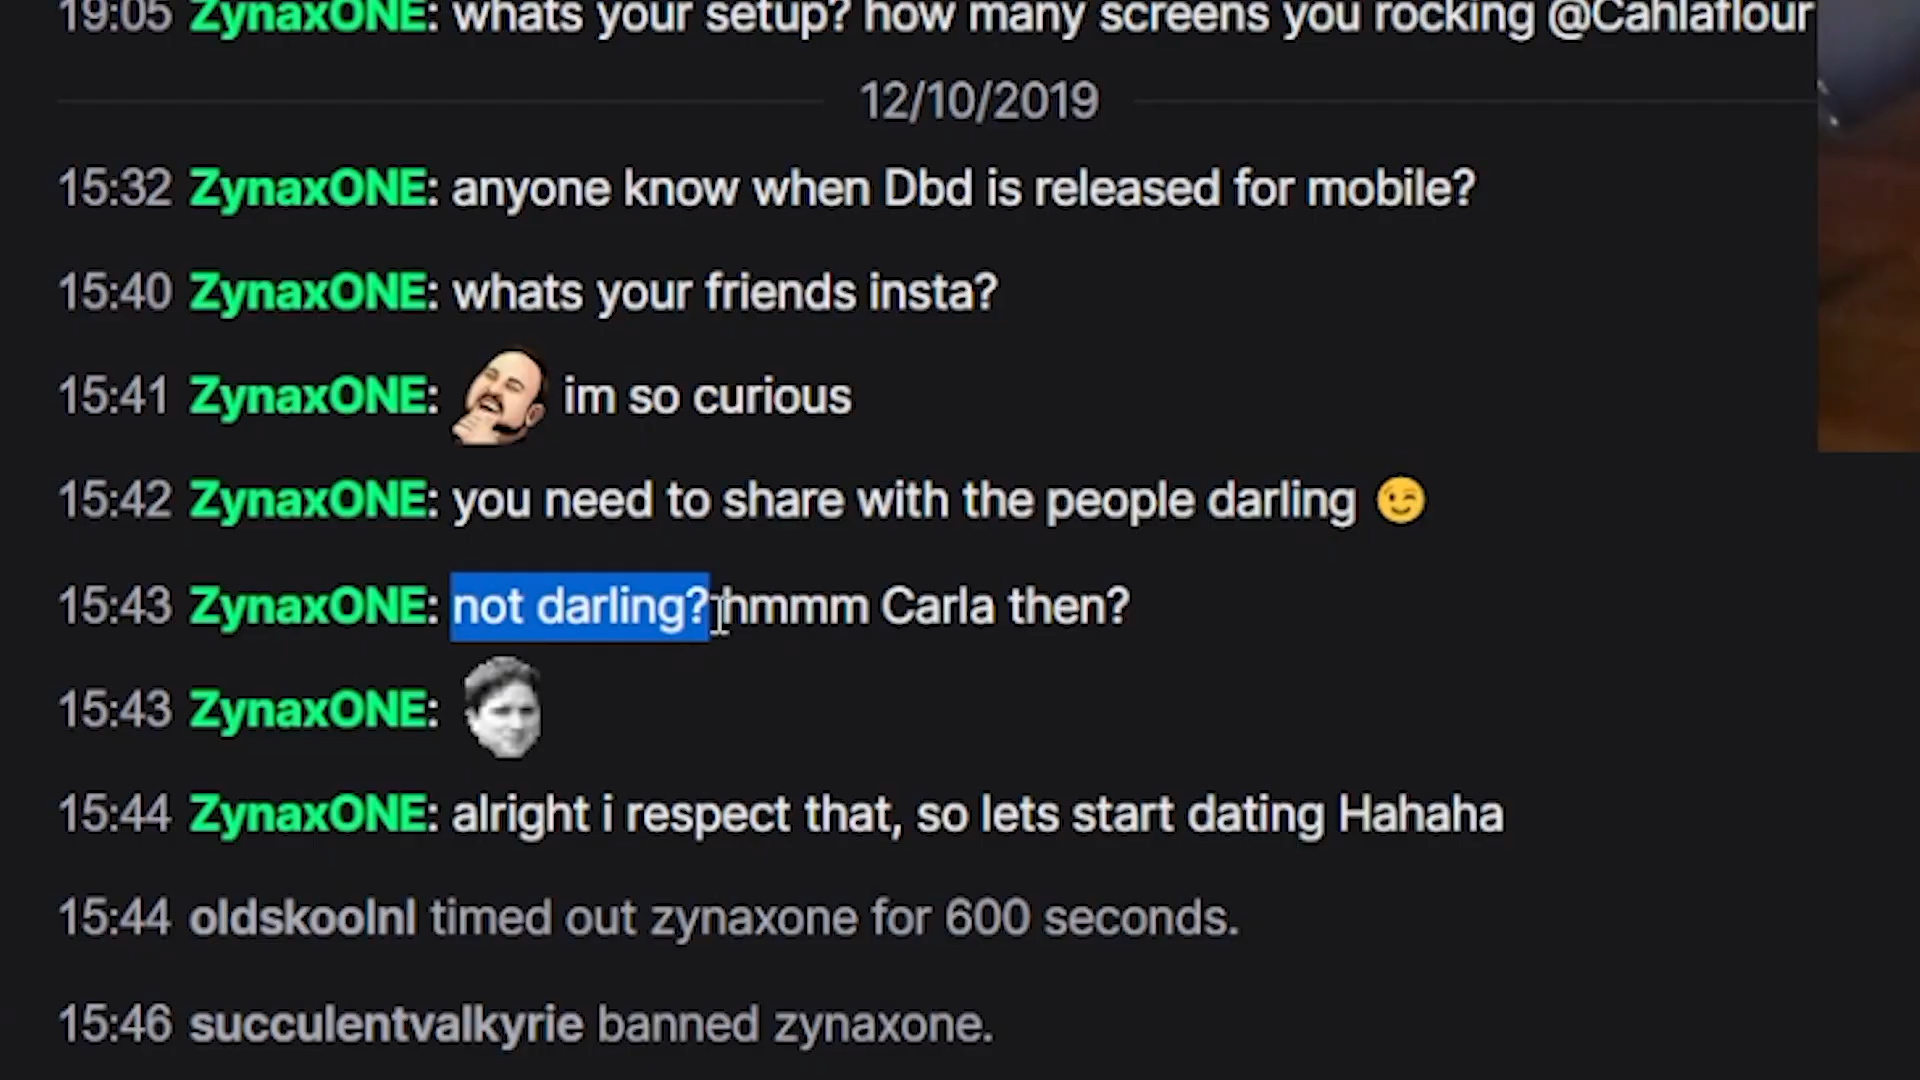 19:05 ZynaxONE: whats your setup? how many screens you rocking @Cahlaflour
12/10/2019
15:32 ZynaxONE: anyone know when Dbd is released for mobile?
15:40 ZynaxONE: whats your friends insta?
15:41 ZynaxONE: im so curious
15:42 ZynaxONE: you need to share with the people darling 😉
15:43 ZynaxONE: not darling? hmmm Carla then?
15:43 ZynaxONE:
15:44 ZynaxONE: alright i respect that, so lets start dating Hahaha
15:44 oldskoolnl timed out zynaxone for 600 seconds.
15:46 succulentvalkyrie banned zynaxone.